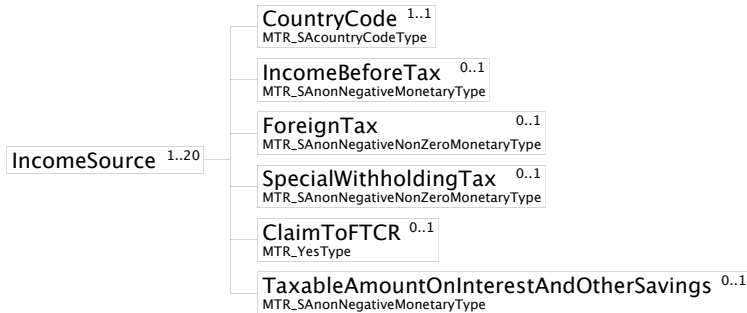 CountryCode 1..1
MTR_SAcountryCodeType
IncomeBeforeTax 0..1
MTR_SAnonNegativeMonetaryType
ForeignTax 0..1
MTR_SAnonNegativeNonZeroMonetaryType
IncomeSource 1..20
SpecialWithholdingTax 0..1
MTR_SAnonNegativeNonZeroMonetaryType
ClaimToFTCR 0..1
MTR_YesType
TaxableAmountOnInterestAndOtherSavings 0..1
MTR_SAnonNegativeMonetaryType